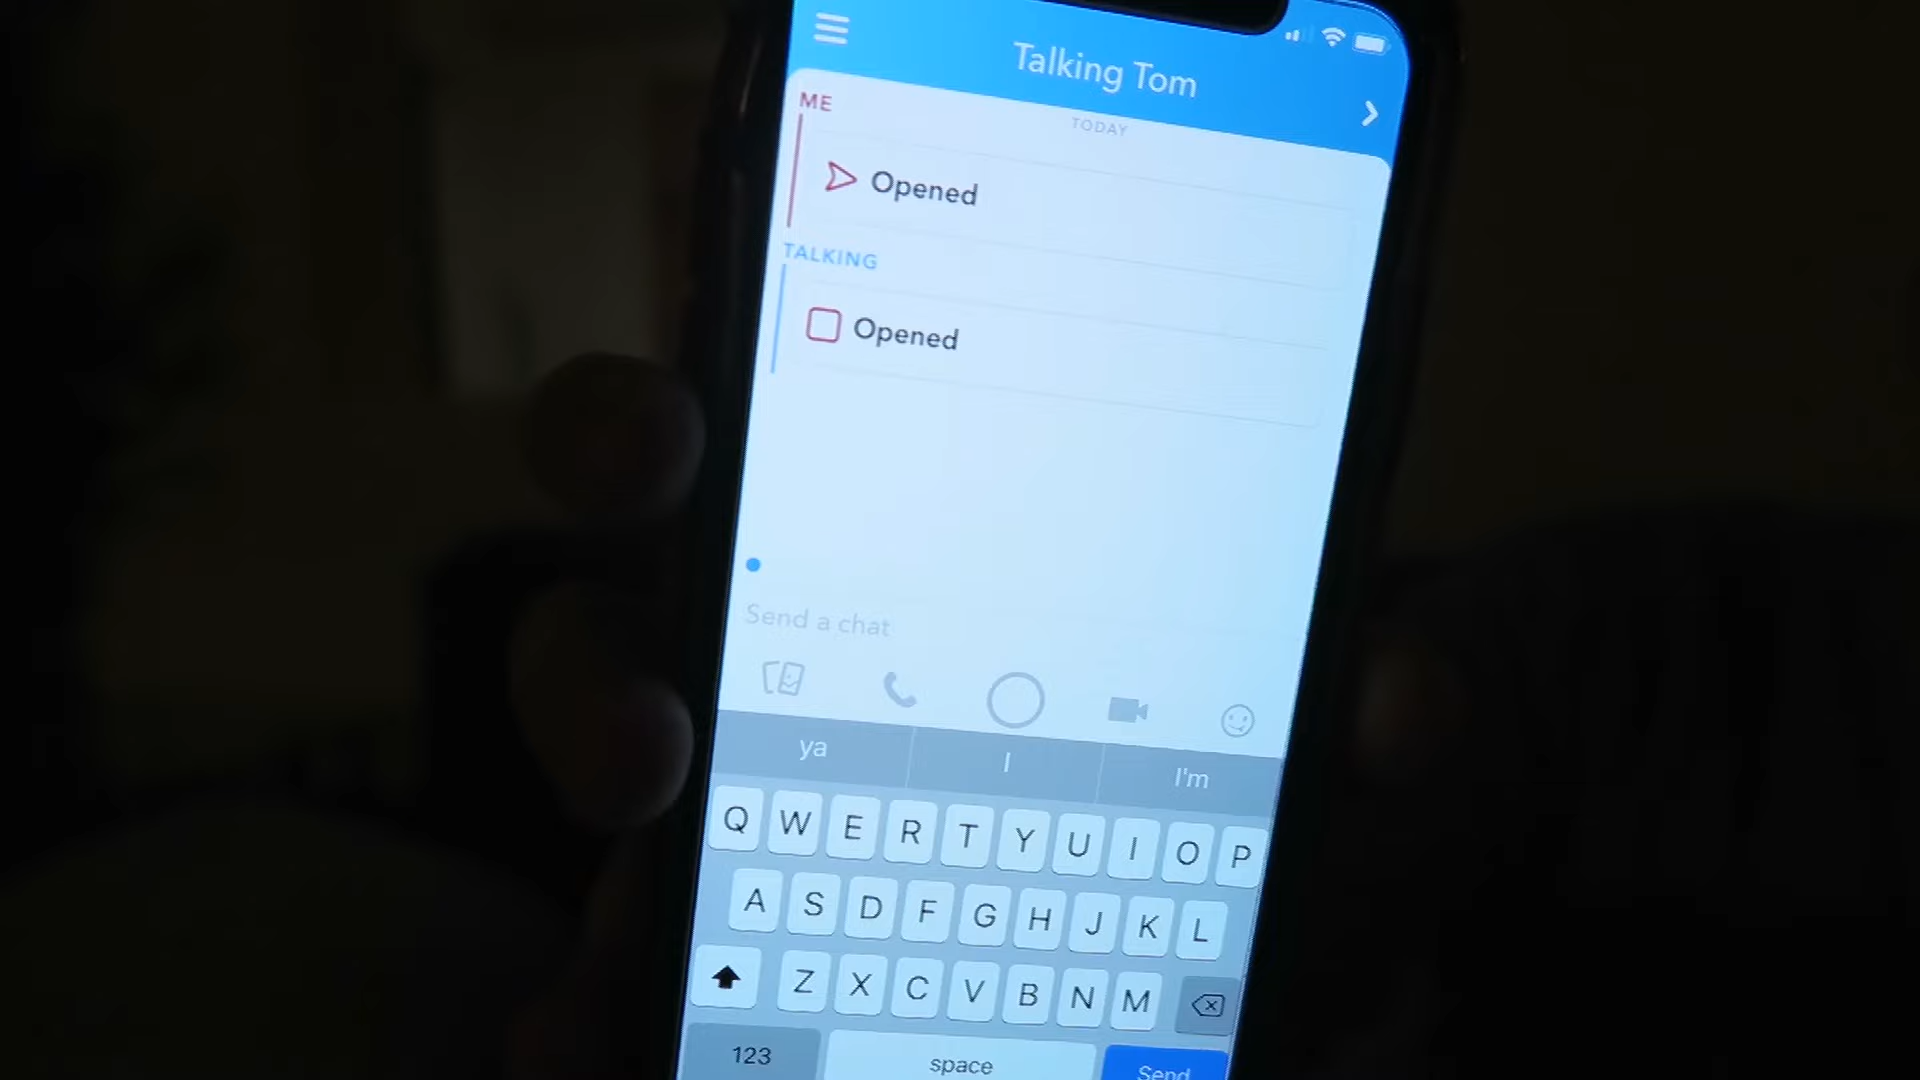 Talking Tom
ME
TODAY
Opened
TALKING
Opened
Send a chat
ya I I'm
Q W E R T Y U I O P
A S D F G H J K L
Z X C V B N M
123 space Send